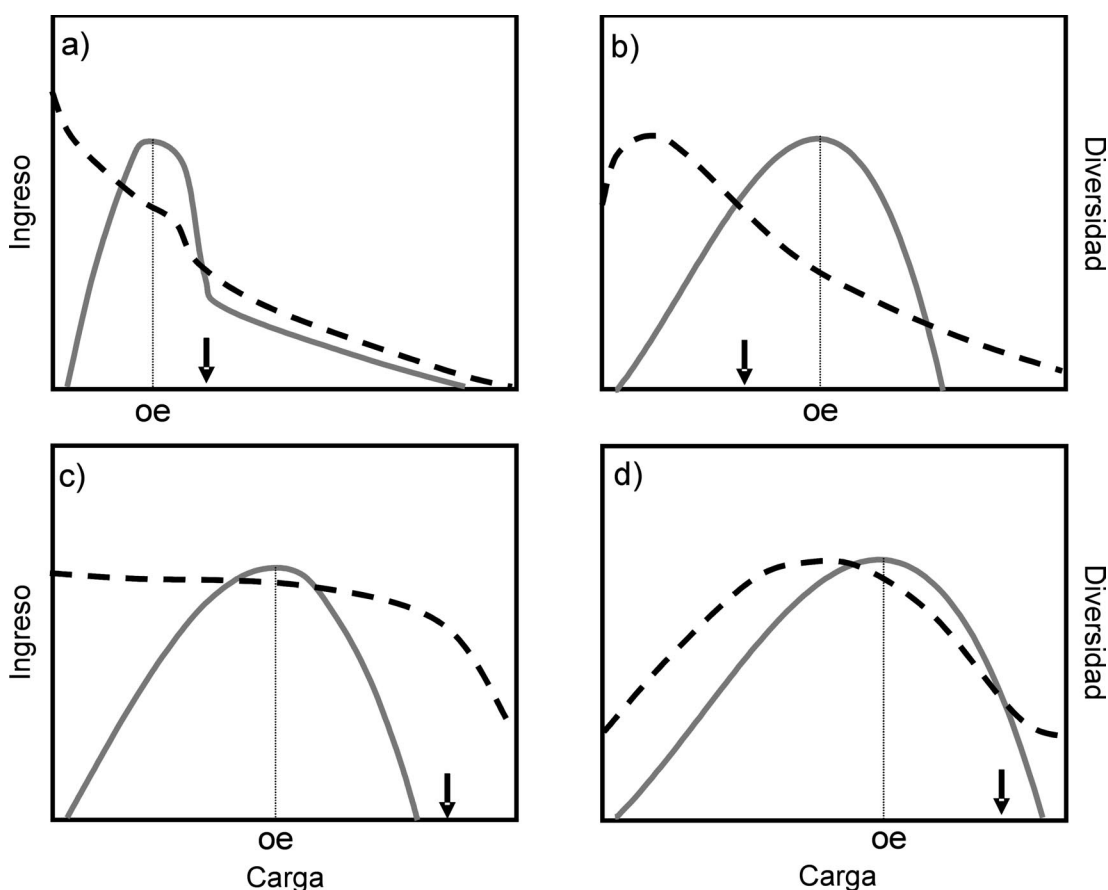 a)
b)
Ingreso
Diversidad
oe
oe
c)
d)
Ingreso
Diversidad
oe
oe
Carga
Carga